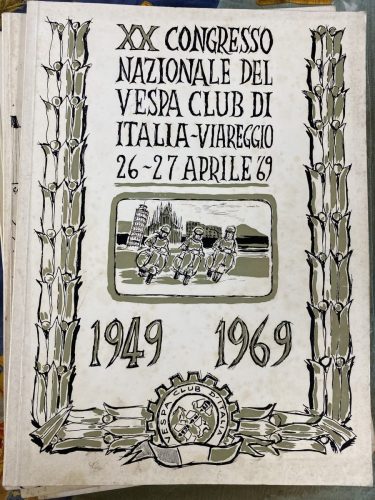 XX CONGRESSO
NAZIONALE DEL
VESPA CLUB DI
ITALIA-VIAREGGIO
26-27 APRILE '69
1949 1969
VESPA CLUB D'ITALIA